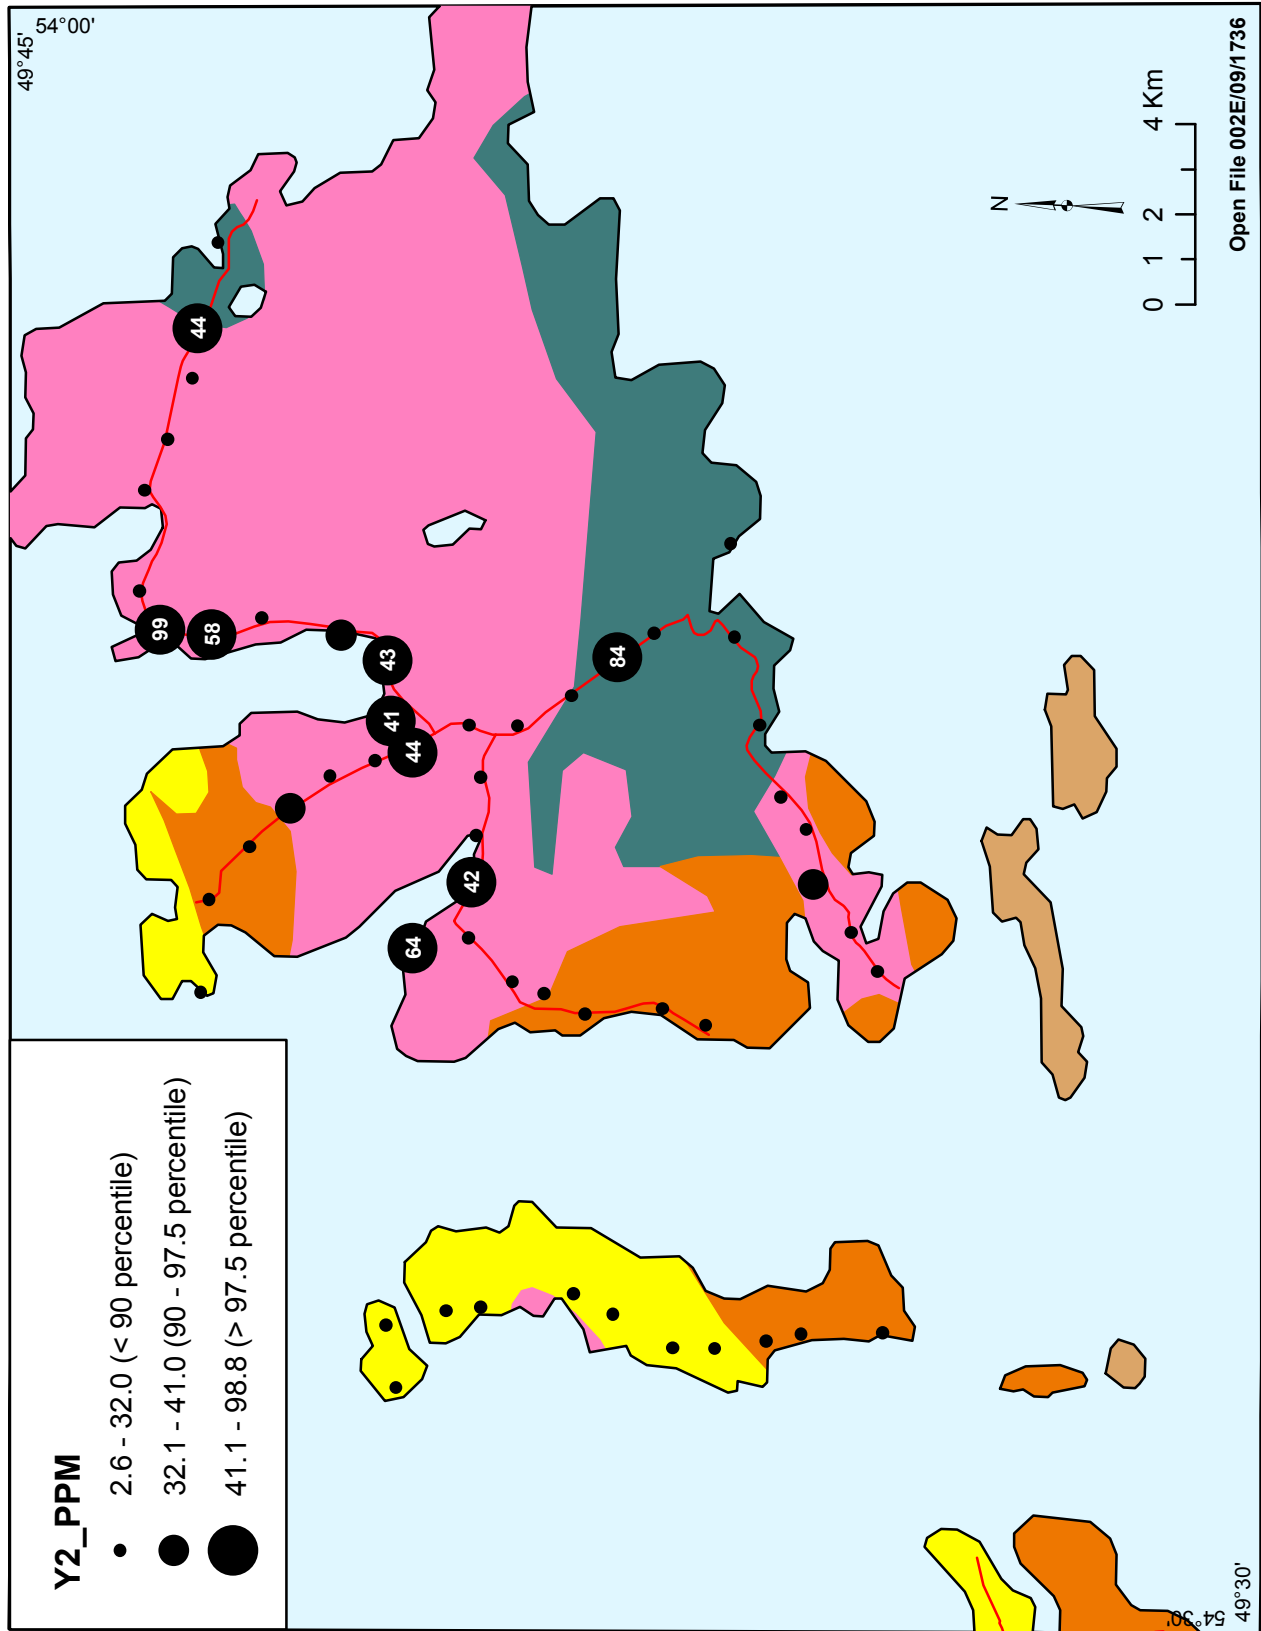 49°45'
54°00'
99
58
44
43
41
44
84
42
64
Y2_PPM
2.6 - 32.0 (< 90 percentile)
32.1 - 41.0 (90 - 97.5 percentile)
41.1 - 98.8 (> 97.5 percentile)
N
0 1 2 4 Km
54°30'
49°30'
Open File 002E/09/1736